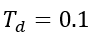 T_d = 0.1